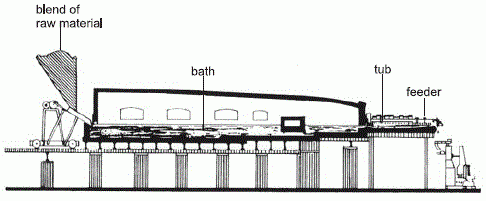 blend of
raw material
bath
tub
feeder